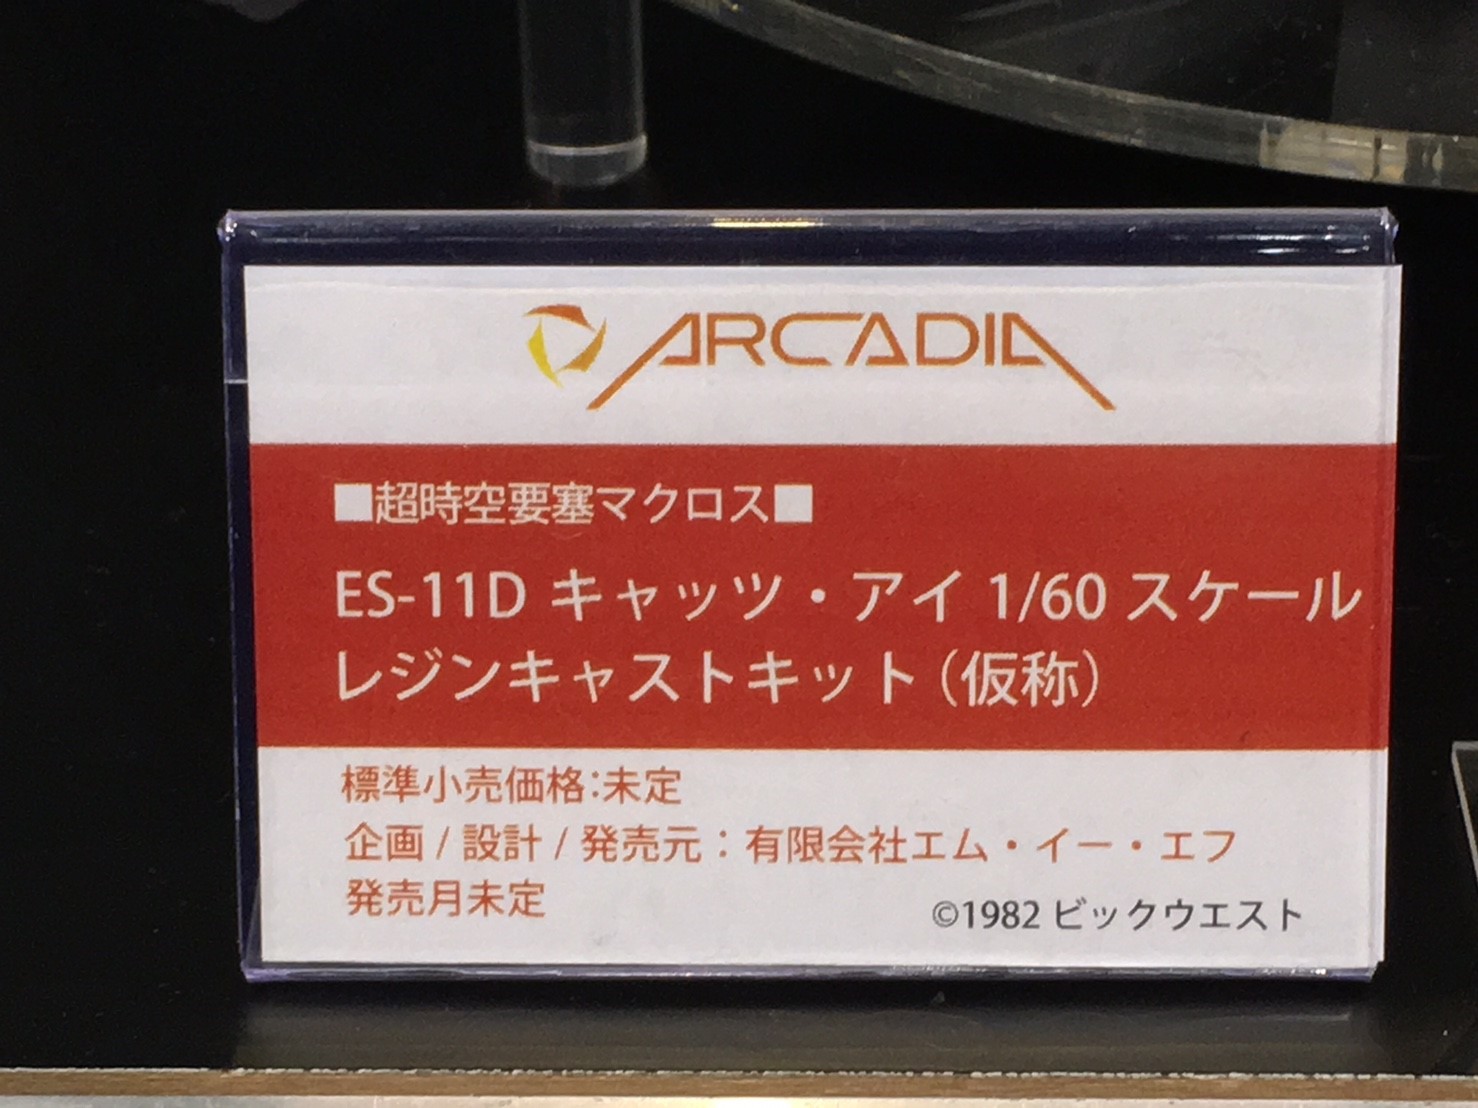 ARCADIA
■超時空要塞マクロス■
ES-11D キャッツ・アイ 1/60 スケール
レジンキャストキット（仮称）
標準小売価格:未定
企画 / 設計 / 発売元：有限会社エム・イー・エフ
発売月未定
©1982 ビックウエスト